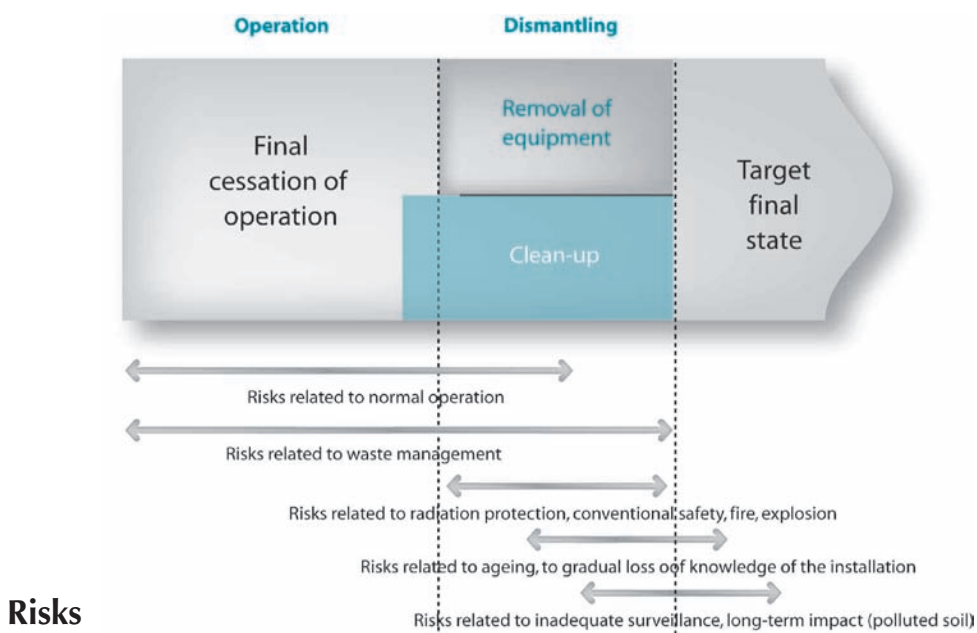 Operation
Dismantling
Removal of
equipment
Final
cessation of
operation
Clean-up
Target
final
state
Risks related to normal operation
Risks related to waste management
Risks related to radiation protection, conventional safety, fire, explosion
Risks related to ageing, to gradual loss oof knowledge of the installation
Risks related to inadequate surveillance, long-term impact (polluted soil)
Risks